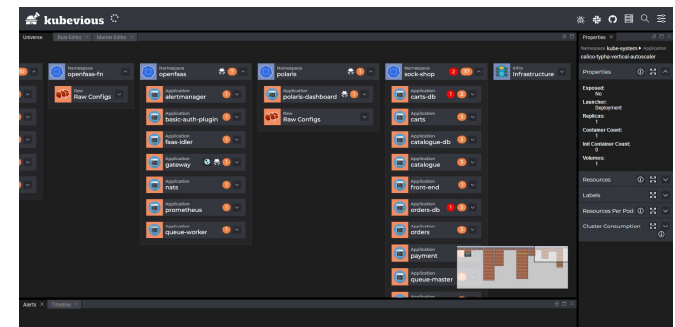 kubevious
Universe
Rule Editor ×
Marker Editor ×
Properties ×
Namespace kube-system Application
calico-typha-vertical-autoscaler
Namespace
openfaas-fn
Namespace
openfaas
Namespace
polaris
Namespace
sock-shop
Infra
Infrastructure
Raw
Raw Configs
Application
alertmanager
Application
polaris-dashboard
Application
carts-db
Application
basic-auth-plugin
Raw Configs
Application
carts
Application
faas-idler
Application
catalogue-db
Application
gateway
Application
catalogue
Application
nats
Application
front-end
Application
prometheus
Application
orders-db
Application
queue-worker
Application
orders
Application
payment
Application
queue-master
Application
Properties
Exposed:
No
Launcher:
Deployment
Replicas:
1
Container Count:
1
Init Container Count:
0
Volumes:
1
Resources
Labels
Resources Per Pod
Cluster Consumption
Alerts ×
Timeline ×